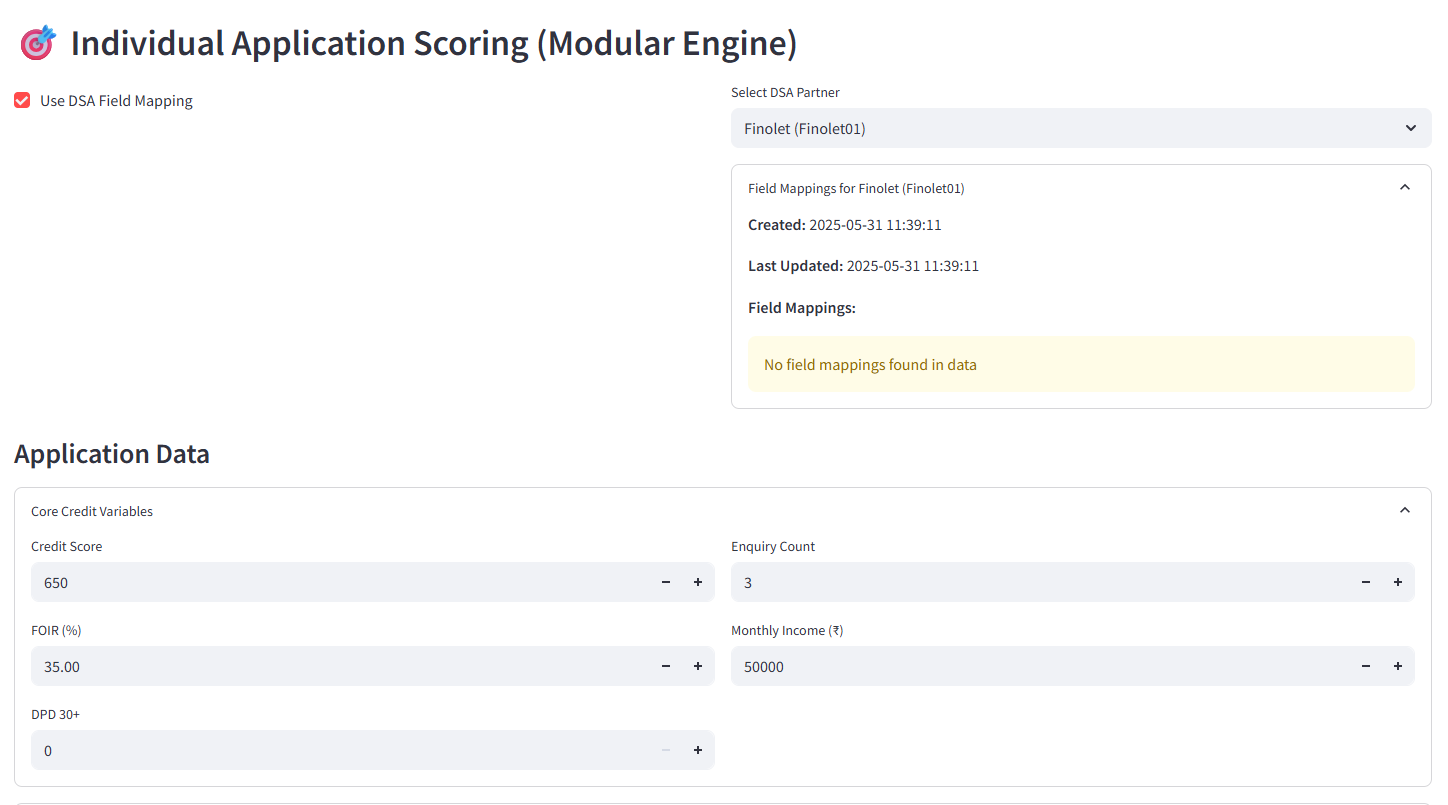 Individual Application Scoring (Modular Engine)
Use DSA Field Mapping
Select DSA Partner
Finolet (Finolet01)
Field Mappings for Finolet (Finolet01)
Created: 2025-05-31 11:39:11
Last Updated: 2025-05-31 11:39:11
Field Mappings:
No field mappings found in data
Application Data
Core Credit Variables
Credit Score
650
Enquiry Count
3
FOIR (%)
35.00
Monthly Income (₹)
50000
DPD 30+
0